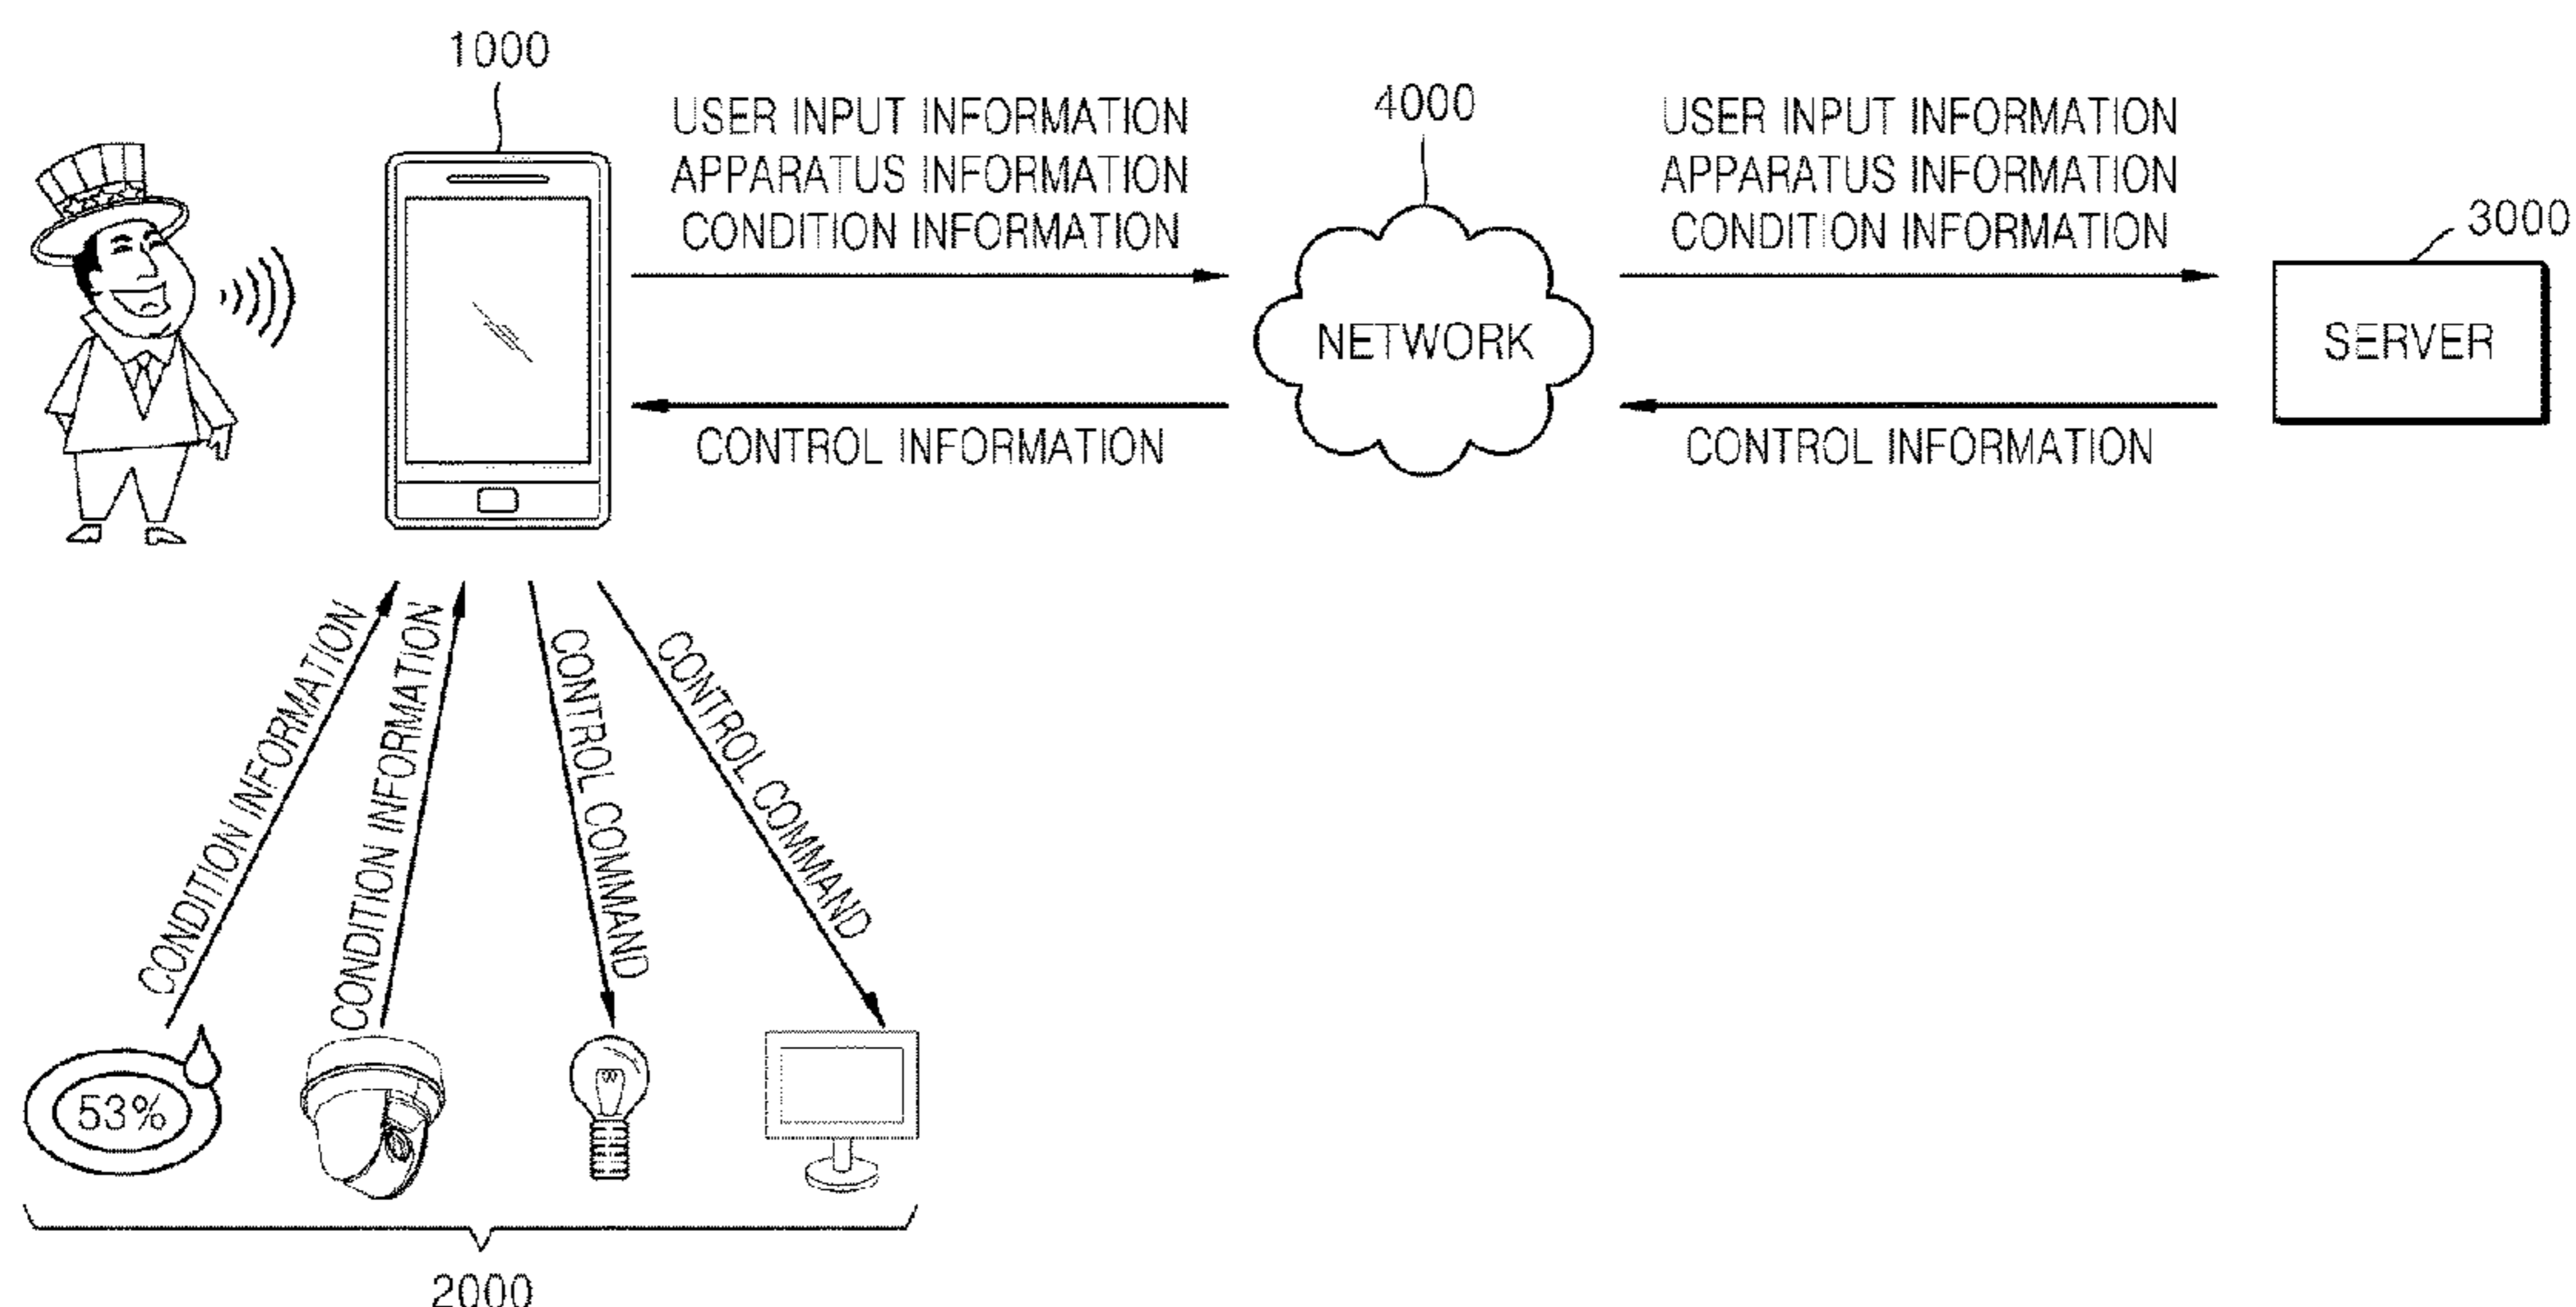 1000
USER INPUT INFORMATION
APPARATUS INFORMATION
CONDITION INFORMATION
4000
USER INPUT INFORMATION
APPARATUS INFORMATION
CONDITION INFORMATION
3000
NETWORK
SERVER
CONTROL INFORMATION
CONTROL INFORMATION
CONDITION INFORMATION
CONDITION INFORMATION
CONTROL COMMAND
CONTROL COMMAND
53%
2000